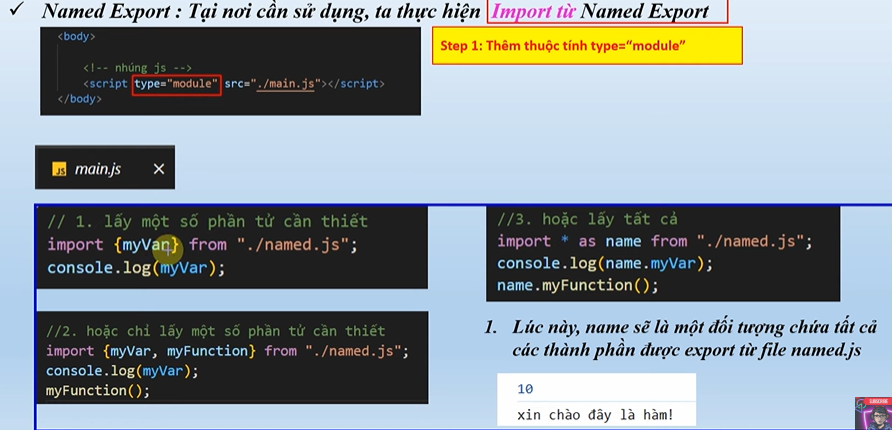 ✓ Named Export : Tại nơi cần sử dụng, ta thực hiện Import từ Named Export
<body>
<!-- nhúng js -->
<script type="module" src="./main.js"></script>
</body>
Step 1: Thêm thuộc tính type=“module”
JS main.js ×
// 1. lấy một số phần tử cần thiết
import {myVar} from "./named.js";
console.log(myVar);
//2. hoặc chỉ lấy một số phần tử cần thiết
import {myVar, myFunction} from "./named.js";
console.log(myVar);
myFunction();
//3. hoặc lấy tất cả
import * as name from "./named.js";
console.log(name.myVar);
name.myFunction();
1. Lúc này, name sẽ là một đối tượng chứa tất cả
các thành phần được export từ file named.js
10
xin chào đây là hàm!